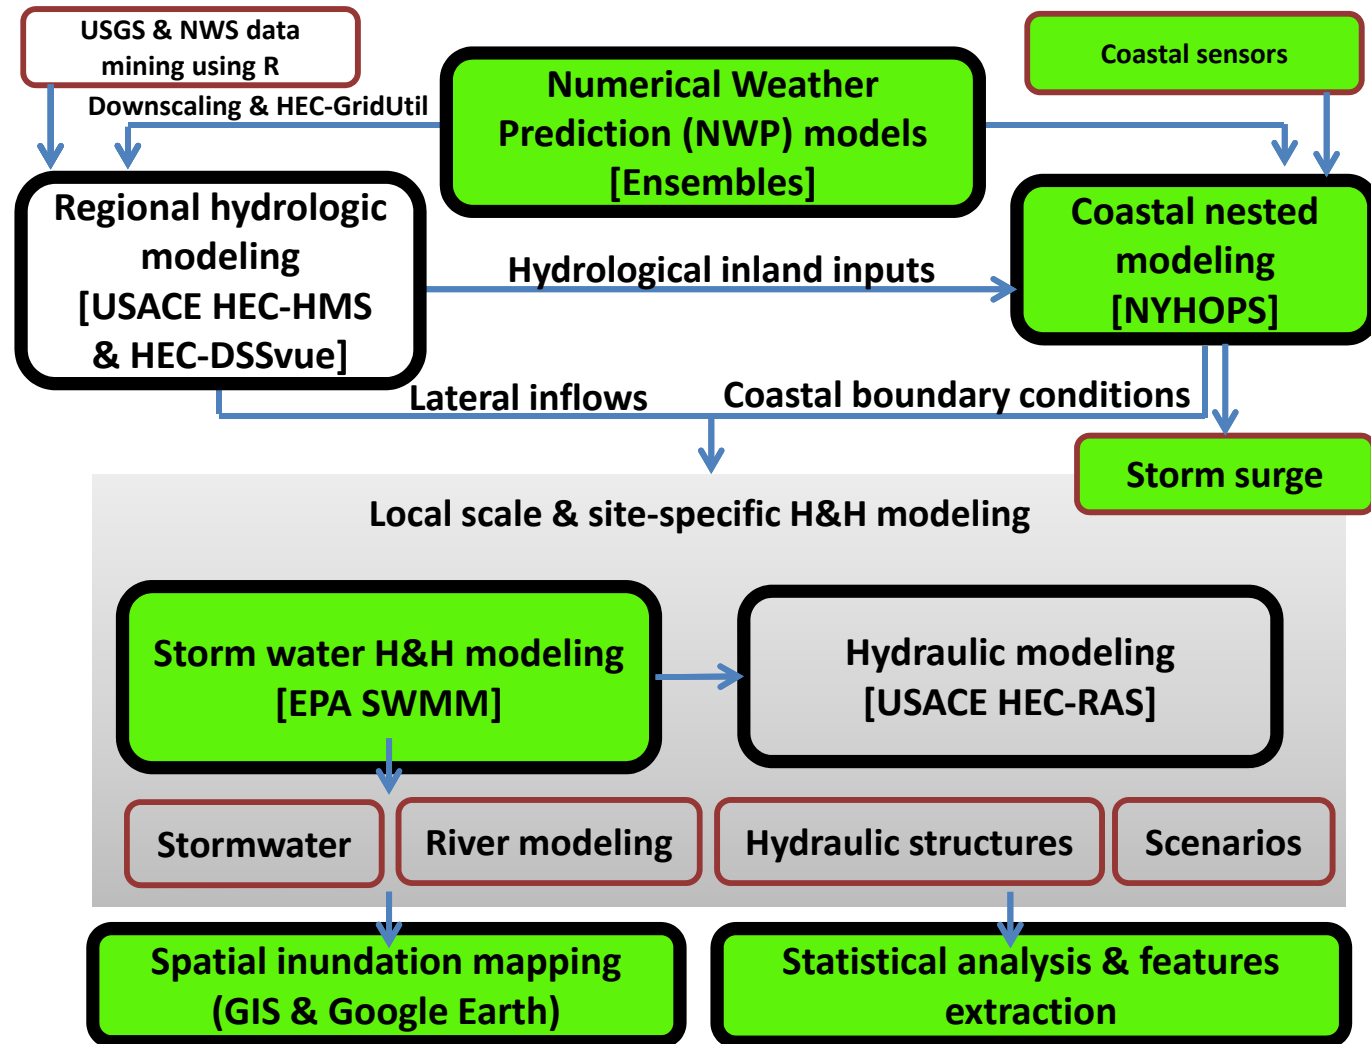 USGS & NWS data
mining using R
Coastal sensors
Numerical Weather
Prediction (NWP) models
[Ensembles]
Downscaling & HEC-GridUtil
Regional hydrologic
modeling
[USACE HEC-HMS
& HEC-DSSvue]
Hydrological inland inputs
Coastal nested
modeling
[NYHOPS]
Lateral inflows
Coastal boundary conditions
Storm surge
Local scale & site-specific H&H modeling
Storm water H&H modeling
[EPA SWMM]
Hydraulic modeling
[USACE HEC-RAS]
Stormwater
River modeling
Hydraulic structures
Scenarios
Spatial inundation mapping
(GIS & Google Earth)
Statistical analysis & features
extraction